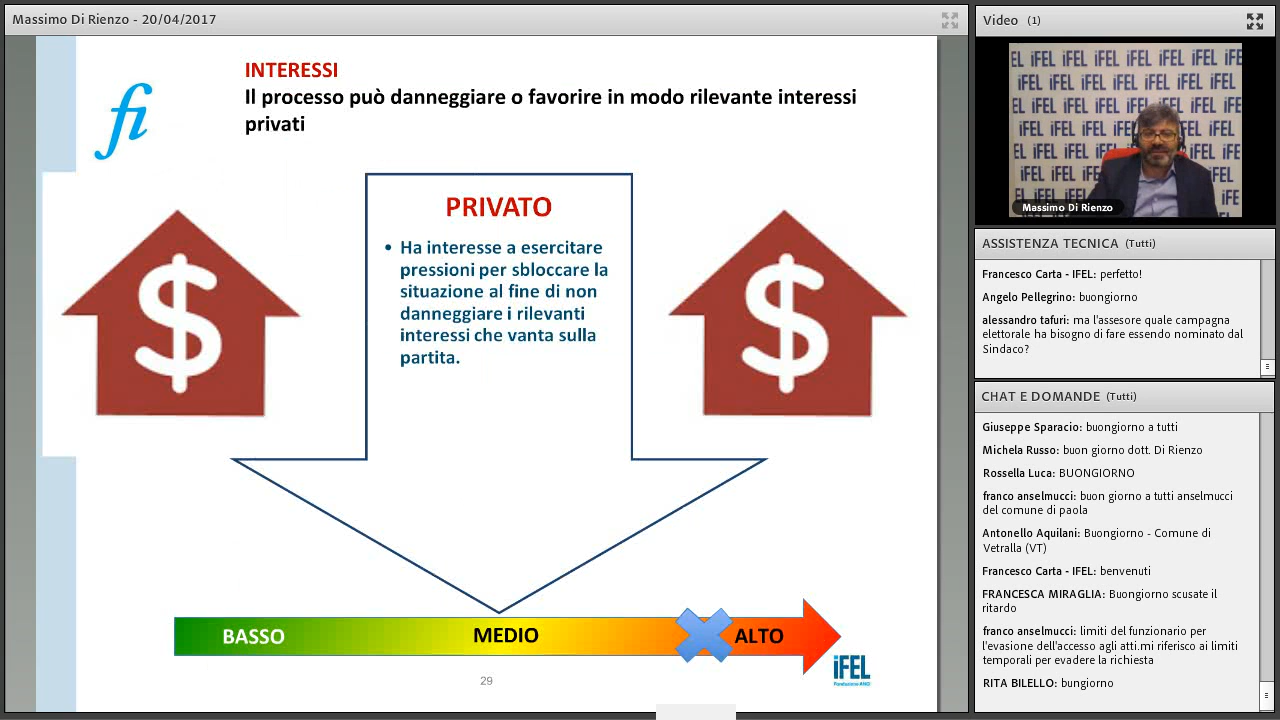 Massimo Di Rienzo - 20/04/2017
fi
INTERESSI
Il processo può danneggiare o favorire in modo rilevante interessi
privati
PRIVATO
• Ha interesse a esercitare
pressioni per sbloccare la
situazione al fine di non
danneggiare i rilevanti
interessi che vanta sulla
partita.
$
$
BASSO
MEDIO
ALTO
iFEL
29
Video (1)
iFEL
Massimo Di Rienzo
ASSISTENZA TECNICA (Tutti)
Francesco Carta - IFEL: perfetto!
Angelo Pellegrino: buongiorno
alessandro tafuri: ma l'assesore quale campagna
elettorale ha bisogno di fare essendo nominato dal
Sindaco?
CHAT E DOMANDE (Tutti)
Giuseppe Sparacio: buongiorno a tutti
Michela Russo: buon giorno dott. Di Rienzo
Rossella Luca: BUONGIORNO
franco anselmucci: buon giorno a tutti anselmucci
del comune di paola
Antonello Aquilani: Buongiorno - Comune di
Vetralla (VT)
Francesco Carta - IFEL: benvenuti
FRANCESCA MIRAGLIA: Buongiorno scusate il
ritardo
franco anselmucci: limiti del funzionario per
l'evasione dell'accesso agli atti.mi riferisco ai limiti
temporali per evadere la richiesta
RITA BILELLO: bungiorno